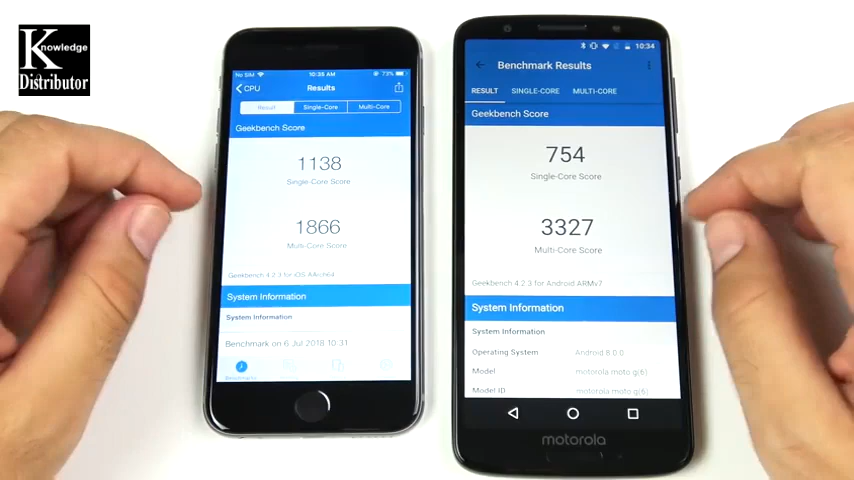 Knowledge
Distributor
No SIM 10:35 AM 73%
CPU Results
Result Single-Core Multi-Core
Geekbench Score
1138
Single-Core Score
1866
Multi-Core Score
Geekbench 4.2.3 for iOS AArch64
System Information
System Information
Benchmark on 6 Jul 2018 10:31
Benchmarks
10:34
Benchmark Results
RESULT SINGLE-CORE MULTI-CORE
Geekbench Score
754
Single-Core Score
3327
Multi-Core Score
Geekbench 4.2.3 for Android ARMv7
System Information
System Information
Operating System Android 8.0.0
Model motorola moto g(6)
Model ID motorola moto g(6)
motorola